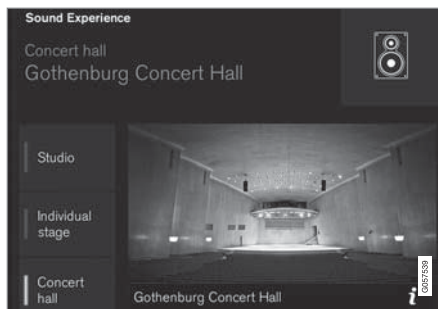 Sound Experience
Concert hall
Gothenburg Concert Hall
Studio
Individual
stage
Concert
hall
Gothenburg Concert Hall
i
G057539